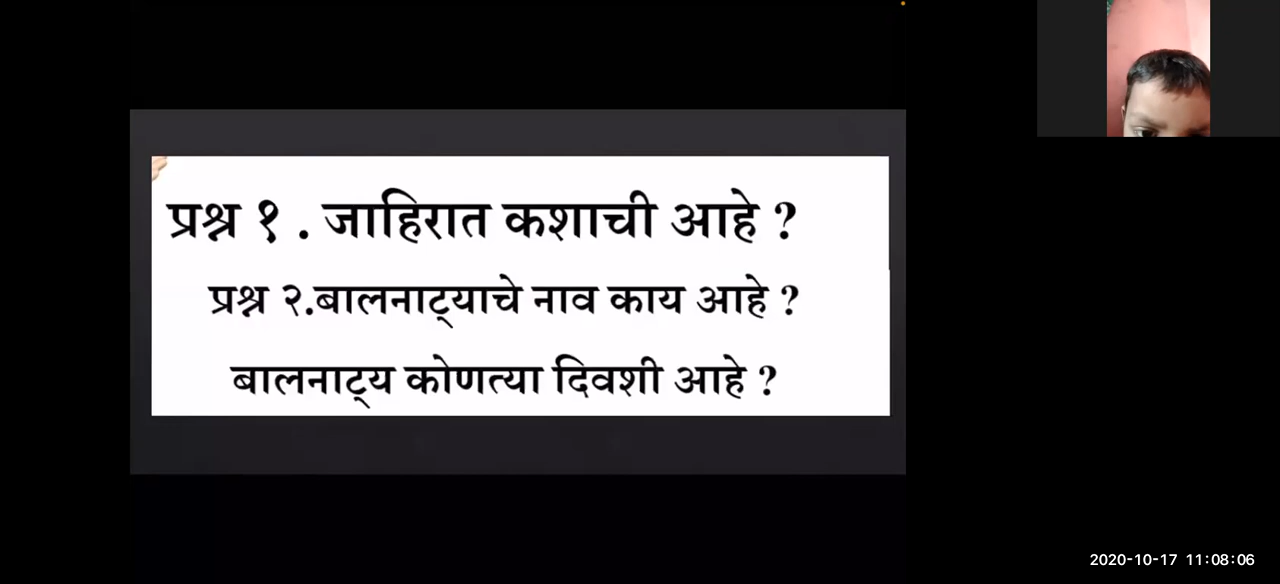 प्रश्न १ . जाहिरात कशाची आहे ?
प्रश्न २.बालनाट्याचे नाव काय आहे ?
बालनाट्य कोणत्या दिवशी आहे ?
2020-10-17 11:08:06